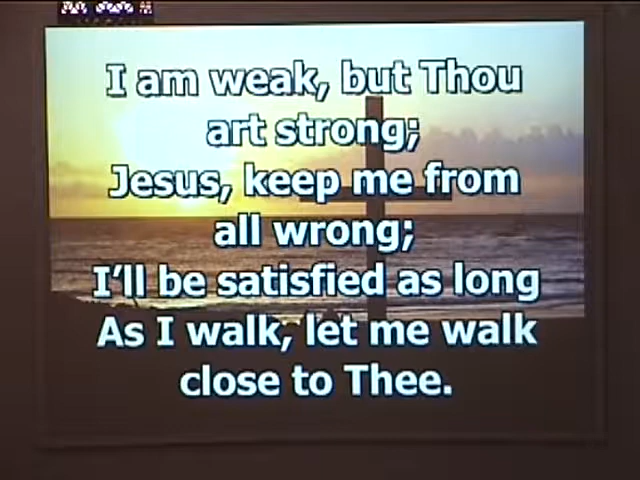 I am weak, but Thou
art strong;
Jesus, keep me from
all wrong;
I'll be satisfied as long
As I walk, let me walk
close to Thee.